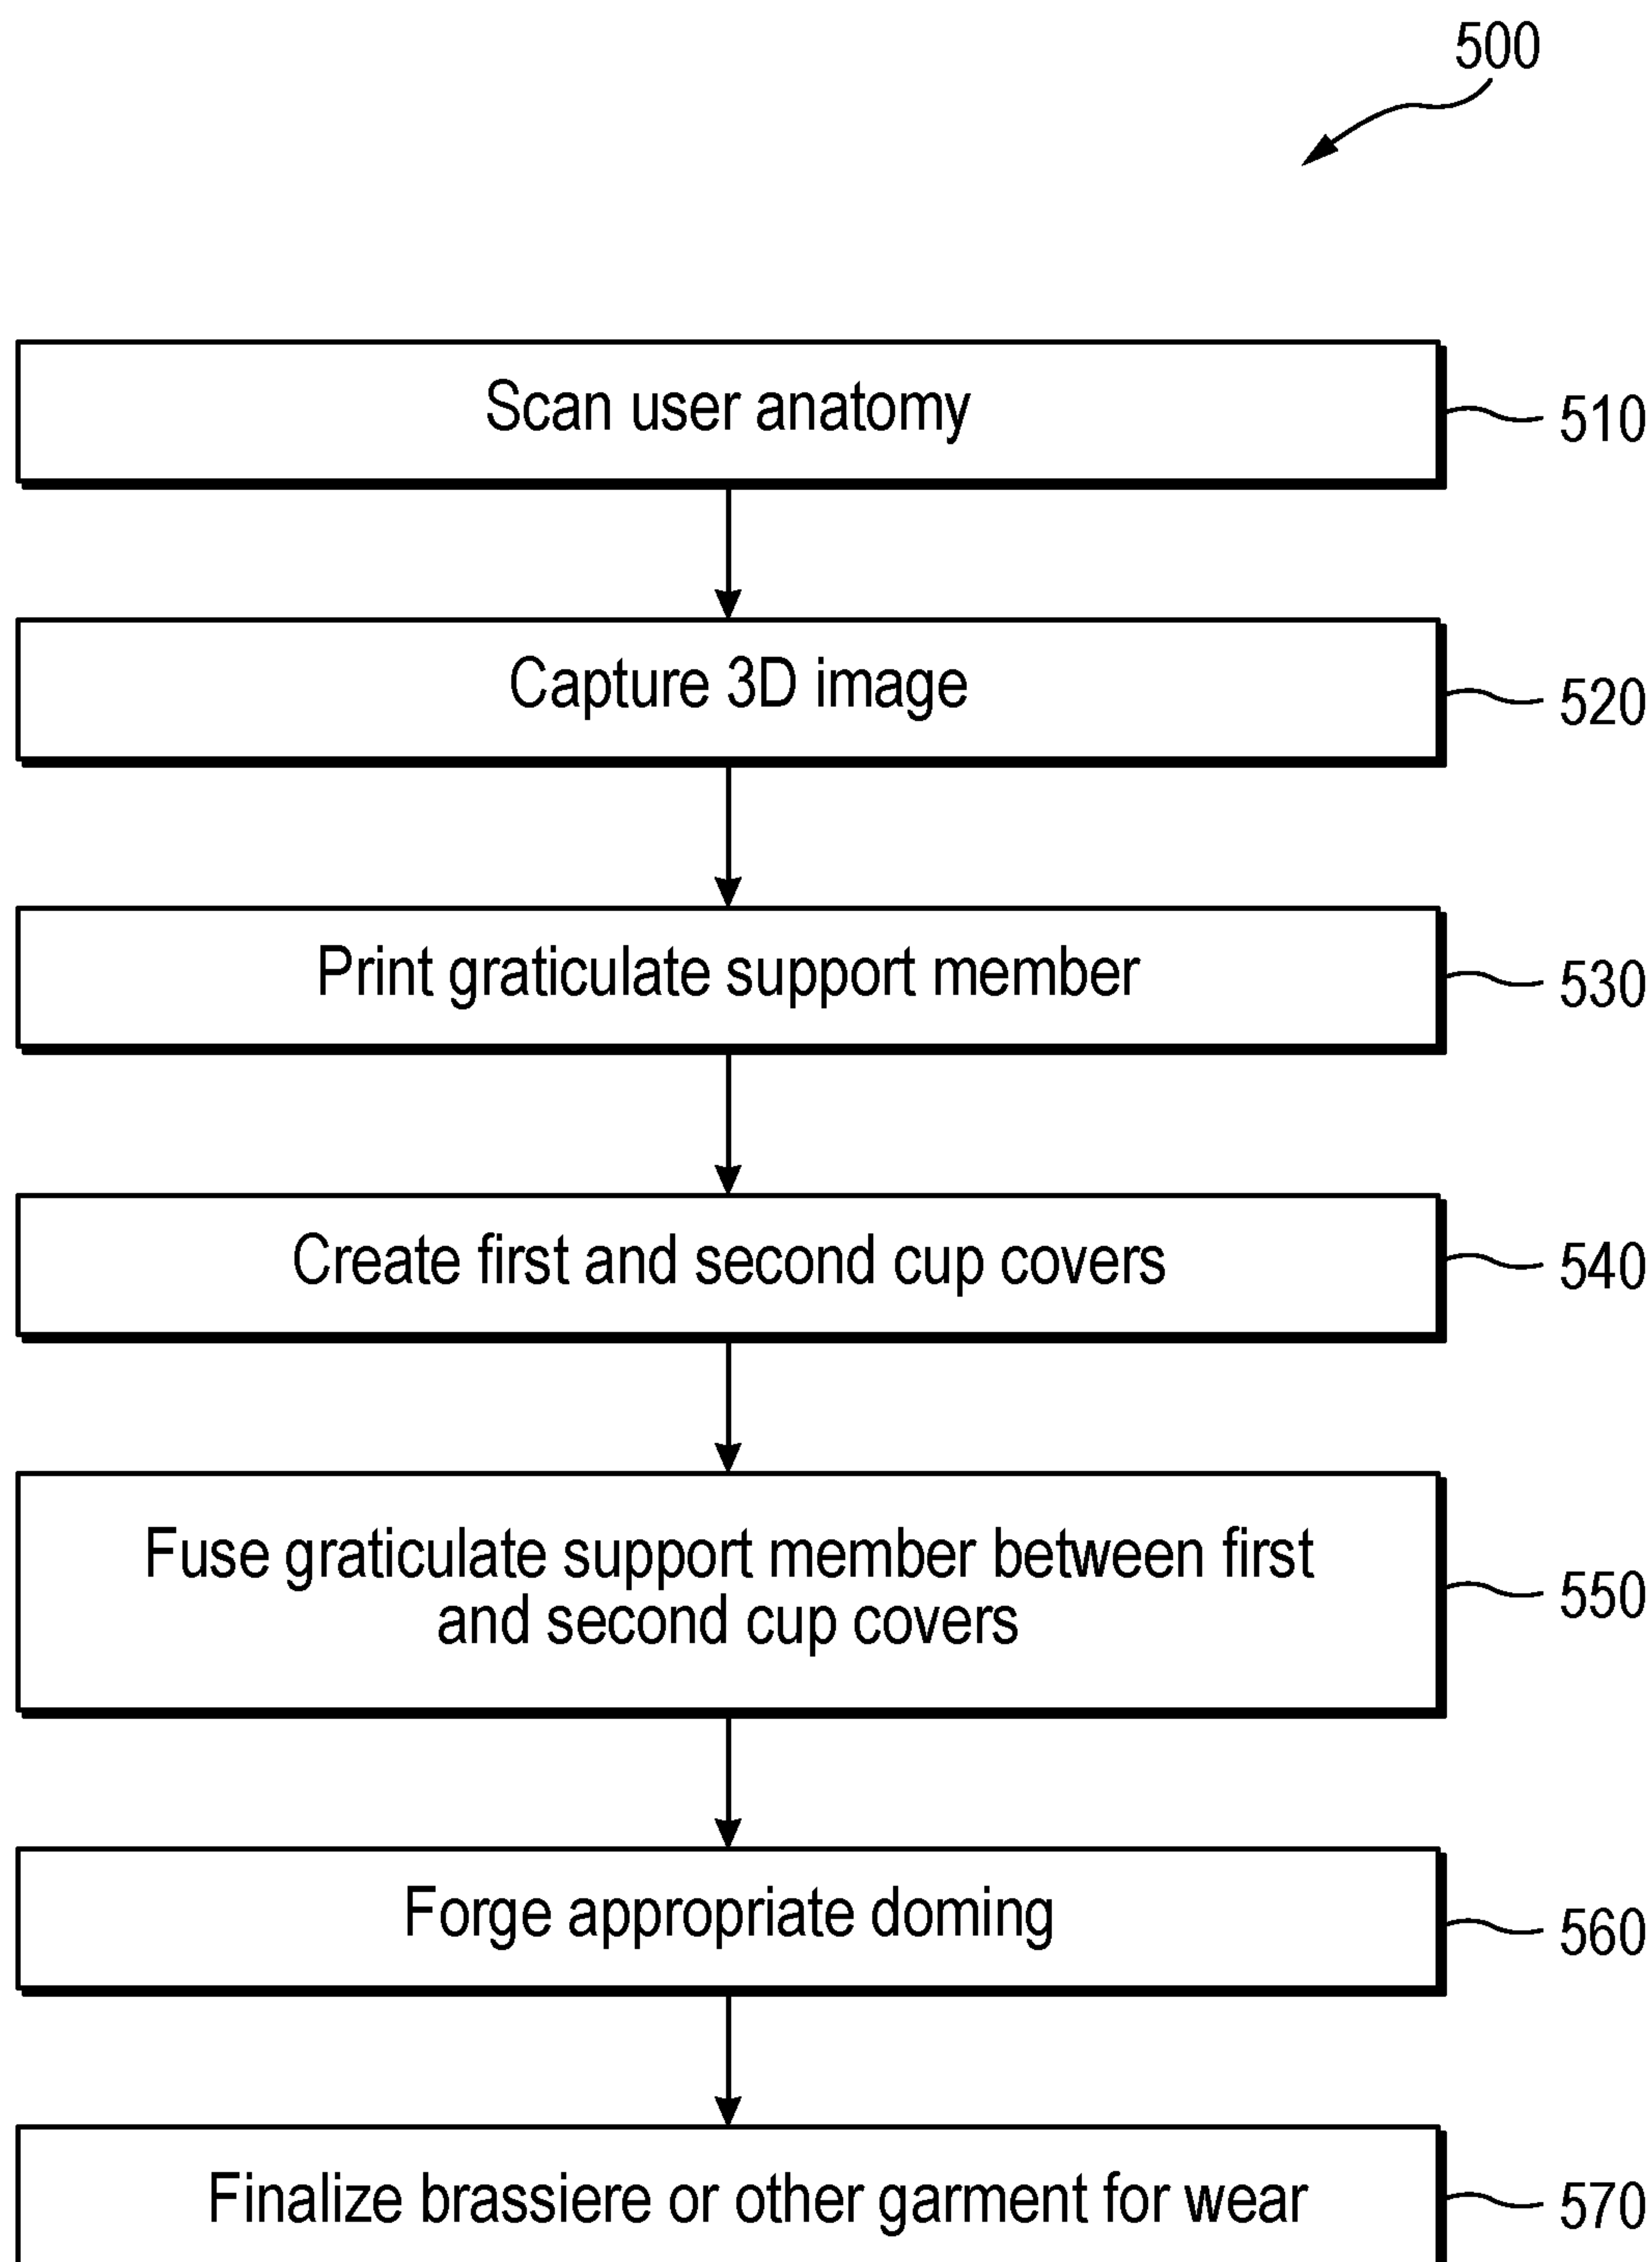 500
Scan user anatomy
510
Capture 3D image
520
Print graticulate support member
530
Create first and second cup covers
540
Fuse graticulate support member between first
and second cup covers
550
Forge appropriate doming
560
Finalize brassiere or other garment for wear
570